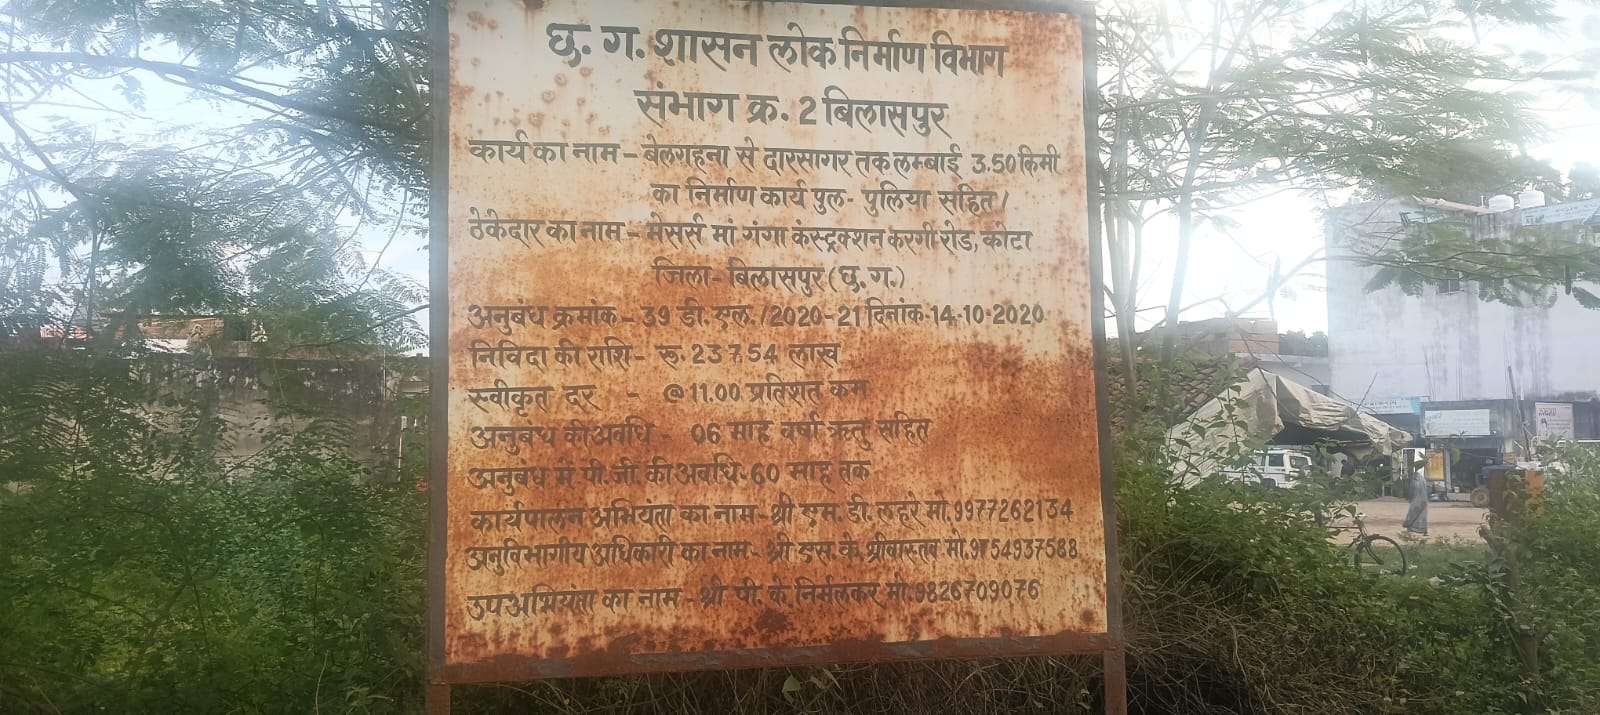 छ. ग. शासन लोक निर्माण विभाग
संभाग क्र. 2 बिलासपुर
कार्य का नाम - बेलगहना से दारसागर तक लम्बाई 3.50 किमी
का निर्माण कार्य पुल - पुलिया सहित।
ठेकेदार का नाम - मेसर्स मां गंगा कंस्ट्रक्शन करगी रोड, कोटा
जिला - बिलासपुर (छ. ग.)
अनुबंध क्रमांक - 39 डी. एल. /2020-21 दिनांक 14.10.2020
निविदा की राशि - रू. 237.54 लाख
स्वीकृत दर - @ 11.00 प्रतिशत कम
अनुबंध की अवधि - 06 माह वर्षा ऋतु सहित
अनुबंध में पी.जी. की अवधि - 60 माह तक
कार्यपालन अभियंता का नाम - श्री एम. डी. लहरे मो. 9977262134
अनुविभागीय अधिकारी का नाम - श्री एस. के. श्रीवास्तव मो. 9754937588
उपअभियंता का नाम - श्री पी. के. निर्मलकर मो. 9826709076